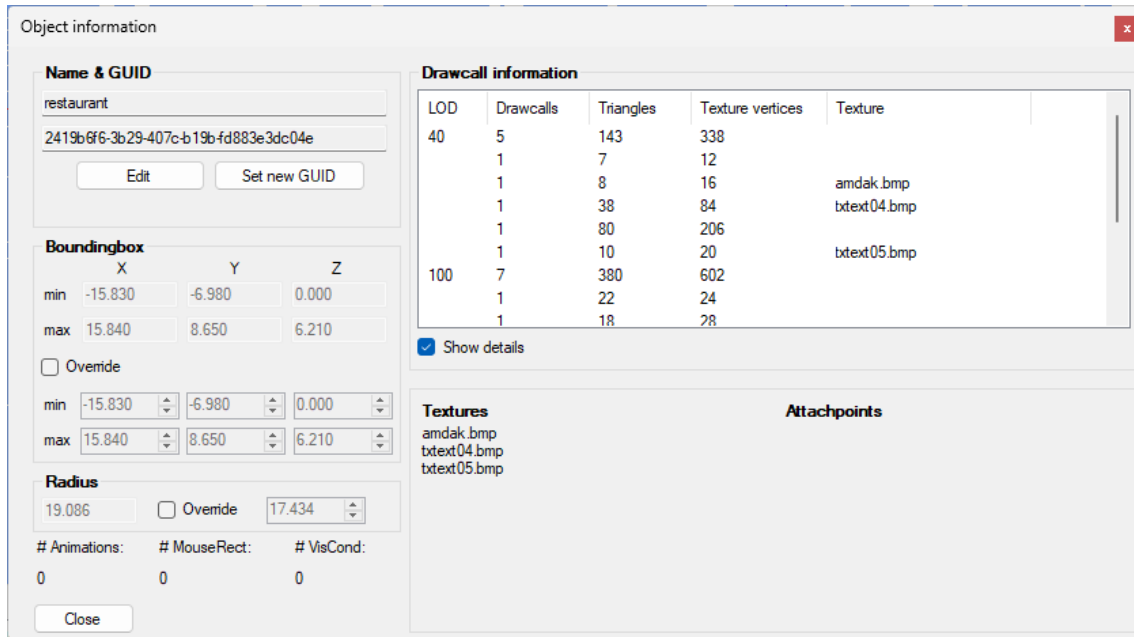 Object information
x
Name & GUID
restaurant
2419b6f6-3b29-407c-b19b-fd883e3dc04e
Edit Set new GUID
Boundingbox
X Y Z
min -15.830 -6.980 0.000
max 15.840 8.650 6.210
Override
min -15.830 -6.980 0.000
max 15.840 8.650 6.210
Radius
19.086 Override 17.434
# Animations: # MouseRect: # VisCond:
0 0 0
Close
Drawcall information
LOD Drawcalls Triangles Texture vertices Texture
40 5 143 338
1 7 12
1 8 16 amdak.bmp
1 38 84 txtext04.bmp
1 80 206
1 10 20 txtext05.bmp
100 7 380 602
1 22 24
1 18 28
Show details
Textures Attachpoints
amdak.bmp
txtext04.bmp
txtext05.bmp